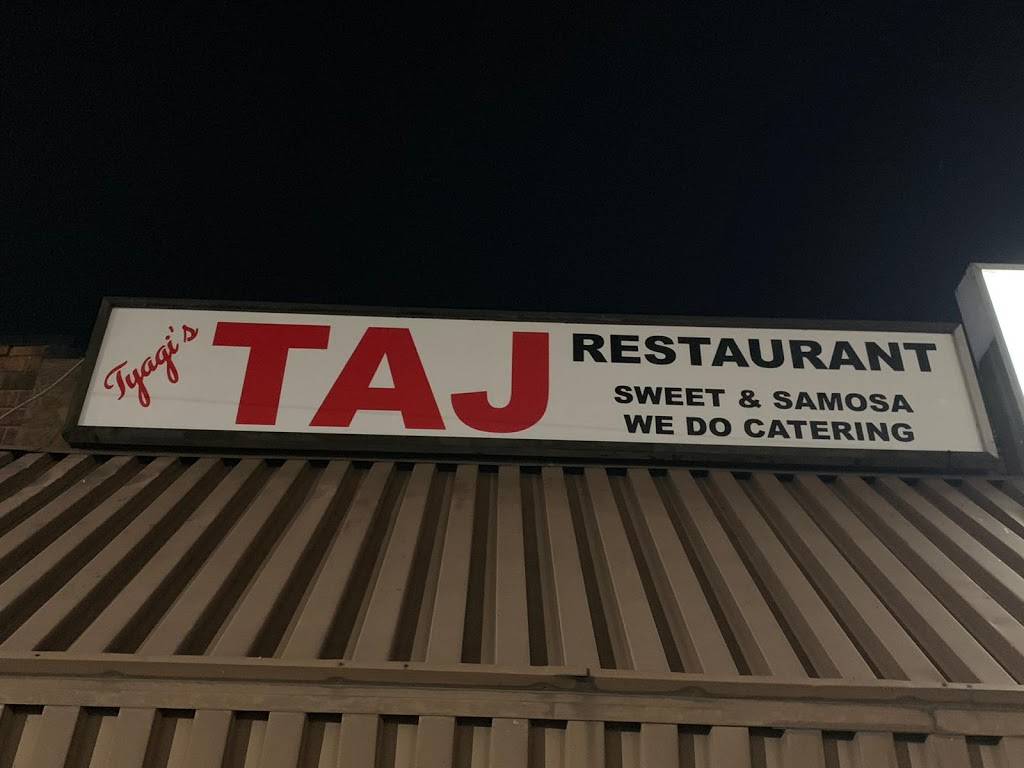 Tyagi's
TAJ
RESTAURANT
SWEET & SAMOSA
WE DO CATERING